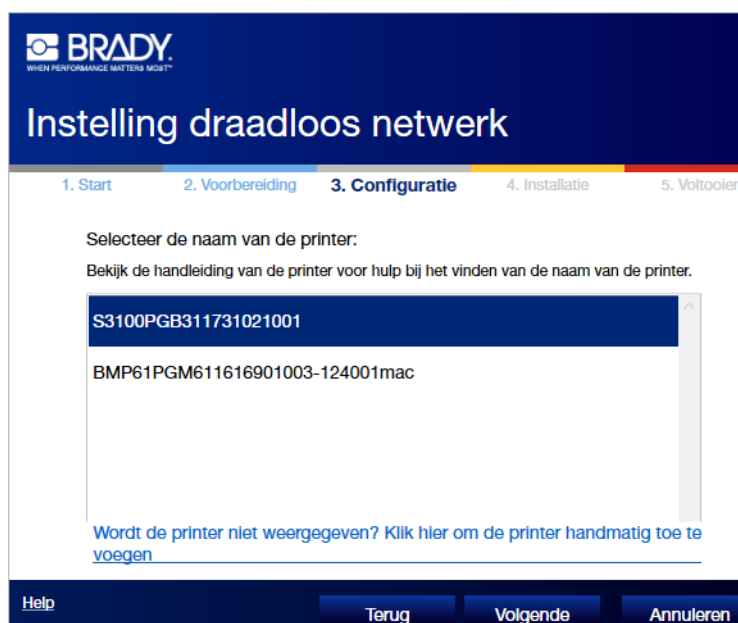 BRADY.
WHEN PERFORMANCE MATTERS MOST™
Instelling draadloos netwerk
1. Start 2. Voorbereiding 3. Configuratie 4. Installatie 5. Voltooien
Selecteer de naam van de printer:
Bekijk de handleiding van de printer voor hulp bij het vinden van de naam van de printer.
S3100PGB311731021001
BMP61PGM611616901003-124001mac
Wordt de printer niet weergegeven? Klik hier om de printer handmatig toe te
voegen
Help Terug Volgende Annuleren